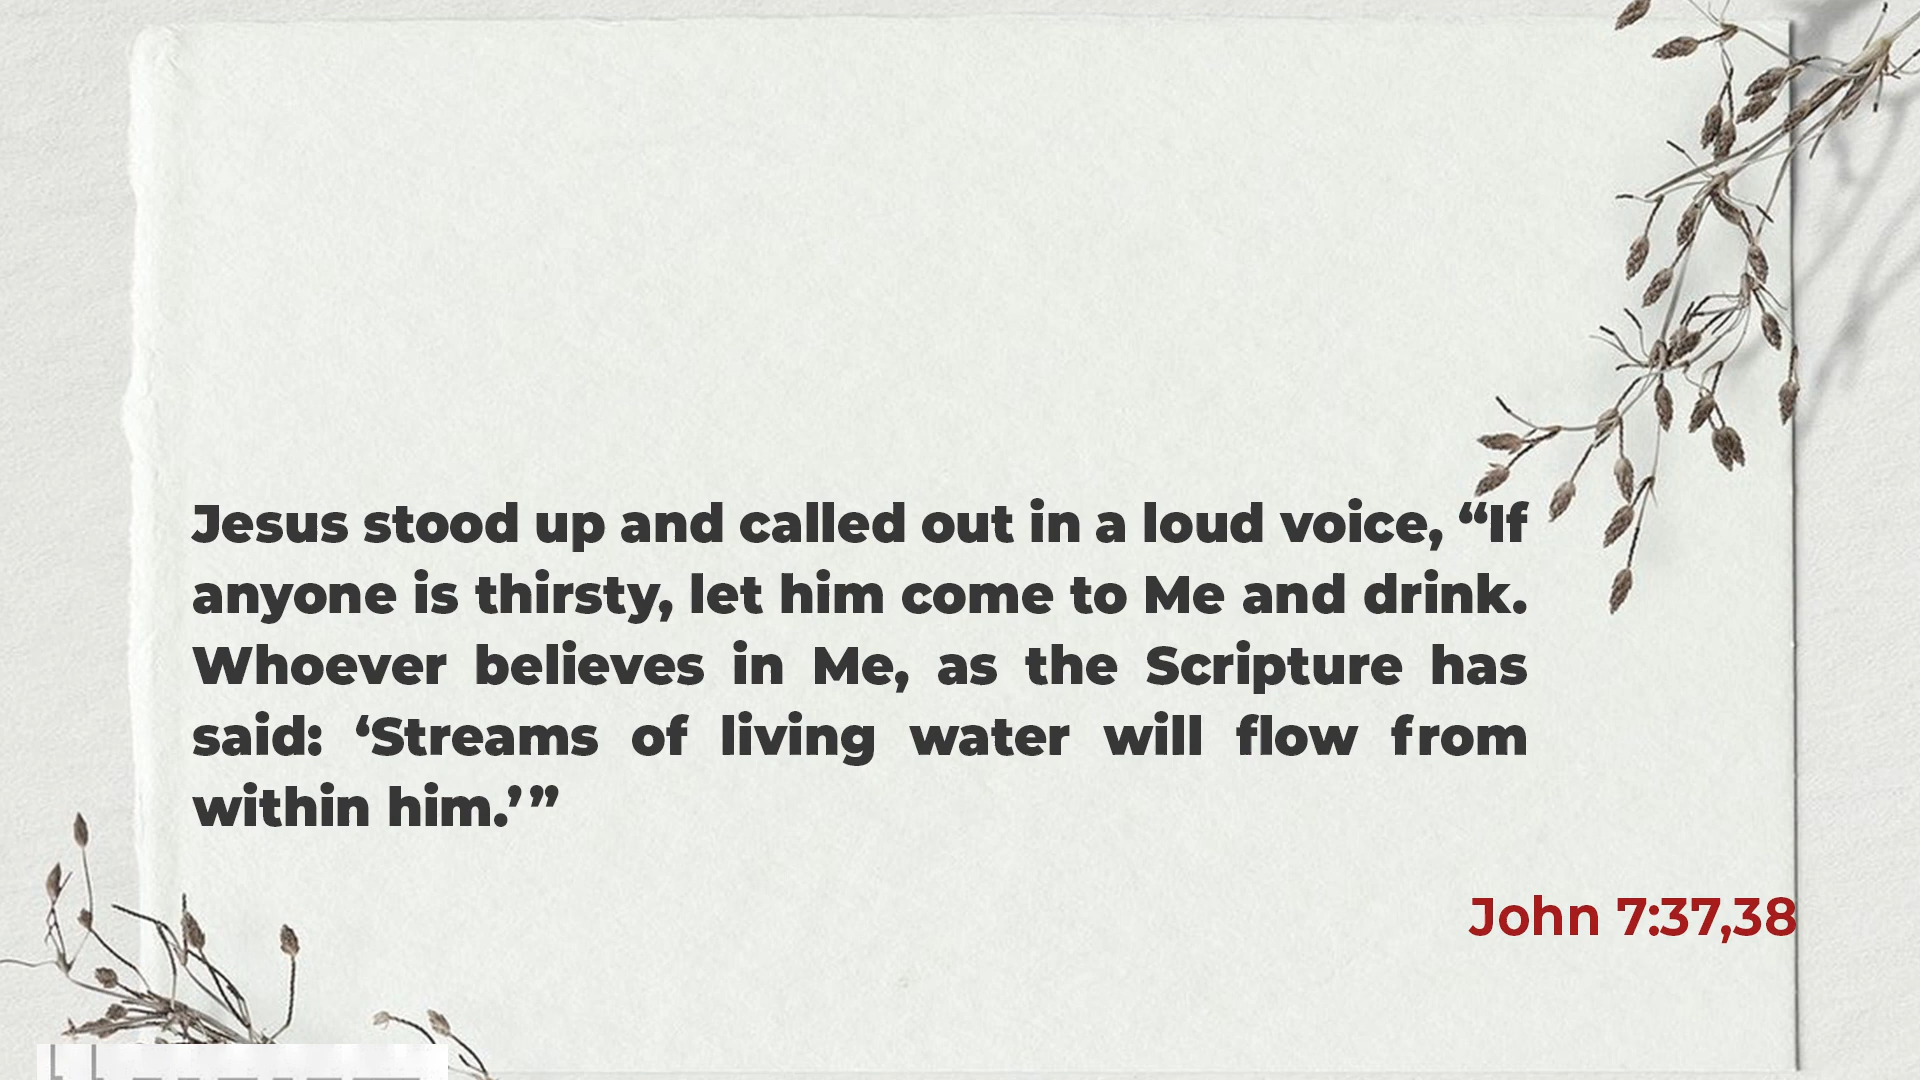 Jesus stood up and called out in a loud voice, “If
anyone is thirsty, let him come to Me and drink.
Whoever believes in Me, as the Scripture has
said: ‘Streams of living water will flow from
within him.’ ”
John 7:37,38